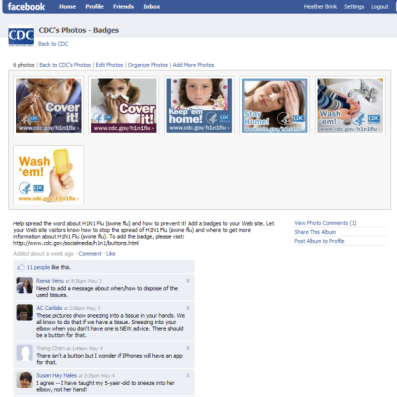 facebook Home Profile Friends Inbox Heather Brink Settings Logout
CDC CDC's Photos - Badges
Back to CDC
6 photos | Back to CDC's Photos | Edit Photos | Organize Photos | Add More Photos
Cover it! Cover it! Keep 'em home! Stay Home! Wash 'em!
www.cdc.gov/h1n1flu www.cdc.gov/h1n1flu www.cdc.gov/h1n1flu www.cdc.gov/h1n1flu www.cdc.gov/h1n1flu
Wash
'em!
www.cdc.gov/h1n1flu
Help spread the word about H1N1 Flu (swine flu) and how to prevent it! Add a badges to your Web site. Let
your Web site visitors know how to stop the spread of H1N1 Flu (swine flu) and where to get more
information about H1N1 Flu (swine flu). To add the badge, please visit:
http://www.cdc.gov/socialmedia/h1n1/buttons.html
Added about a week ago · Comment · Like
View Photo Comments (1)
Share This Album
Post Album to Profile
11 people like this.
Rema Venu at 9:36pm May 2
Need to add a message about when/how to dispose of the
used tissues.
AC Carlisle at 2:58pm May 3
These pictures show sneezing into a tissue in your hands. We
all know to do that if we have a tissue. Sneezing into your
elbow when you don't have one is NEW advice. There should
be a button for that.
Chang at 1:49am May 4
There isn't a button but I wonder if IPhones will have an app
for that.
Susan Hay Hales at 2:35pm May 4
I agree -- I have taught my 5-yaer-old to sneeze into her
elbow, not her hand!